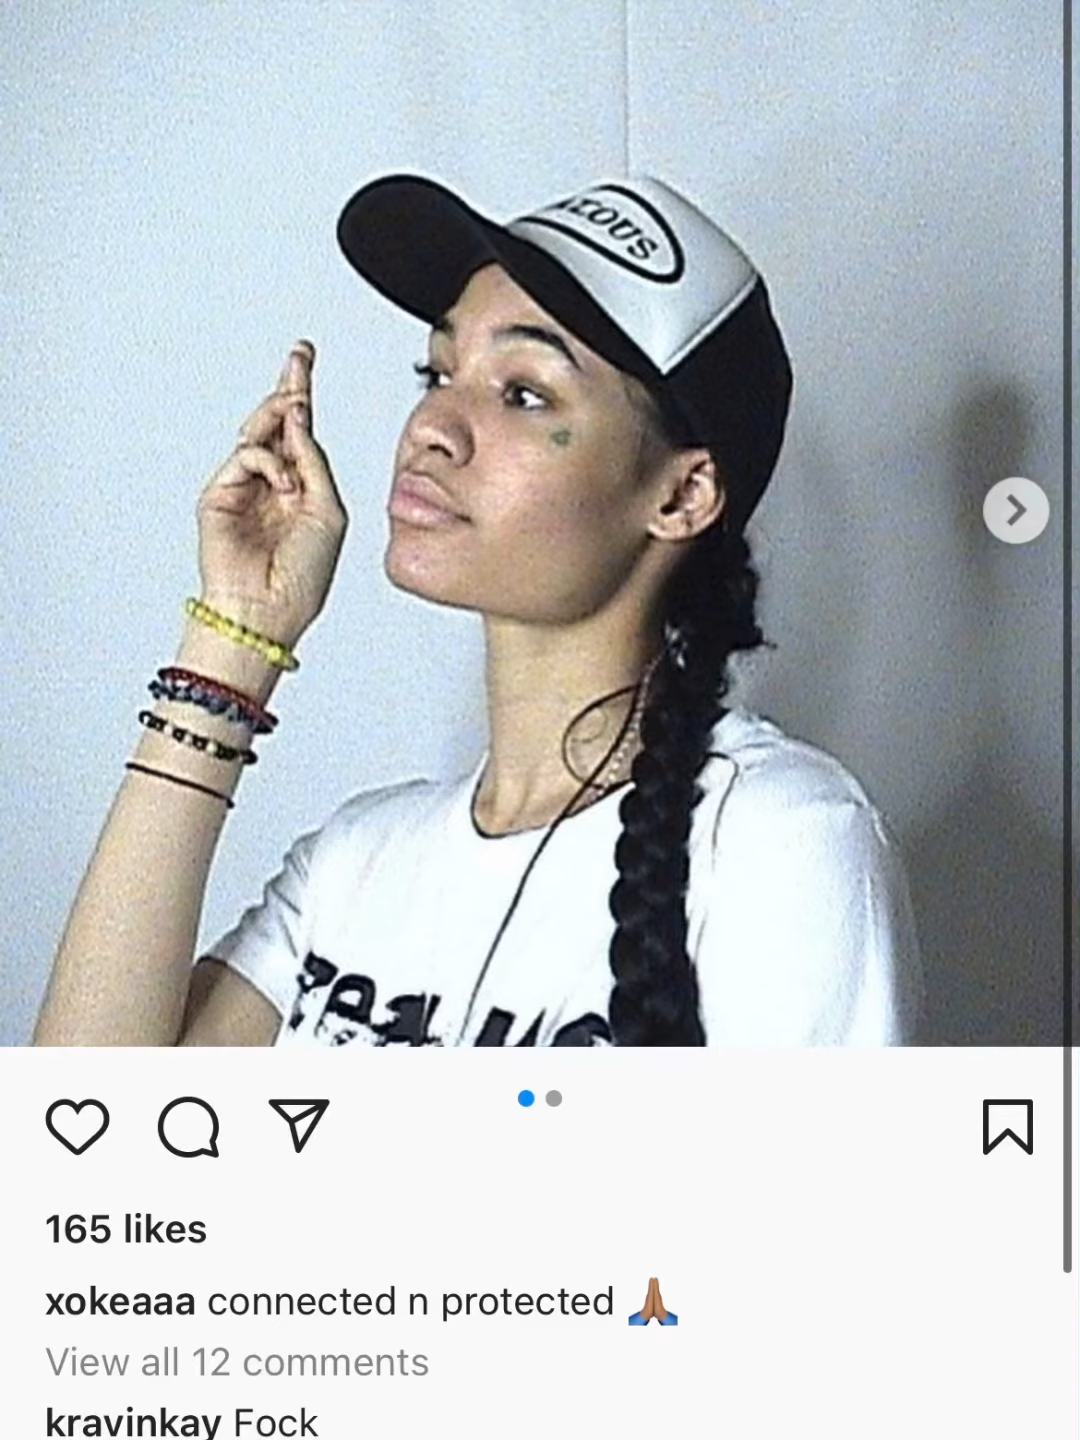 165 likes
xokeaaa connected n protected 🙏🏽
View all 12 comments
kravinkay Fock